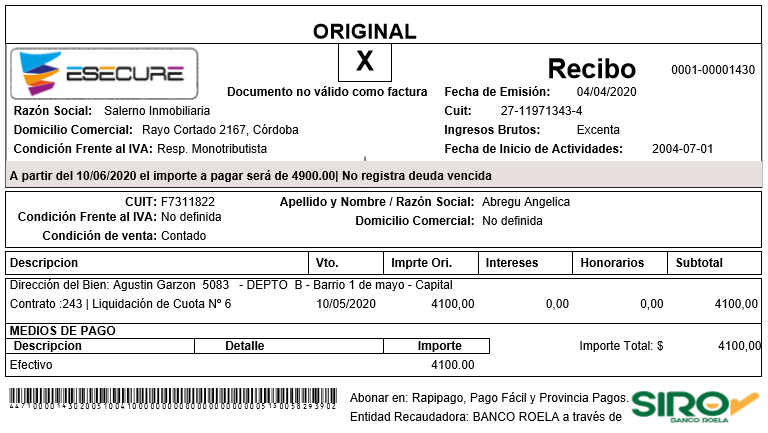 ORIGINAL
X
ESECURE
Recibo
0001-00001430
Documento no válido como factura
Fecha de Emisión: 04/04/2020
Razón Social: Salerno Inmobiliaria
Cuit: 27-11971343-4
Domicilio Comercial: Rayo Cortado 2167, Córdoba
Ingresos Brutos: Excenta
Condición Frente al IVA: Resp. Monotributista
Fecha de Inicio de Actividades: 2004-07-01
A partir del 10/06/2020 el importe a pagar será de 4900.00| No registra deuda vencida
CUIT: F7311822
Apellido y Nombre / Razón Social: Abregu Angelica
Condición Frente al IVA: No definida
Domicilio Comercial: No definida
Condición de venta: Contado
Descripcion Vto. Imprte Ori. Intereses Honorarios Subtotal
Dirección del Bien: Agustin Garzon 5083 - DEPTO B - Barrio 1 de mayo - Capital
Contrato :243 | Liquidación de Cuota Nº 6 10/05/2020 4100,00 0,00 0,00 4100,00
MEDIOS DE PAGO
Descripcion Detalle Importe
Importe Total: $ 4100,00
Efectivo 4100.00
Abonar en: Rapipago, Pago Fácil y Provincia Pagos.
Entidad Recaudadora: BANCO ROELA a través de
SIRO
BANCO ROELA